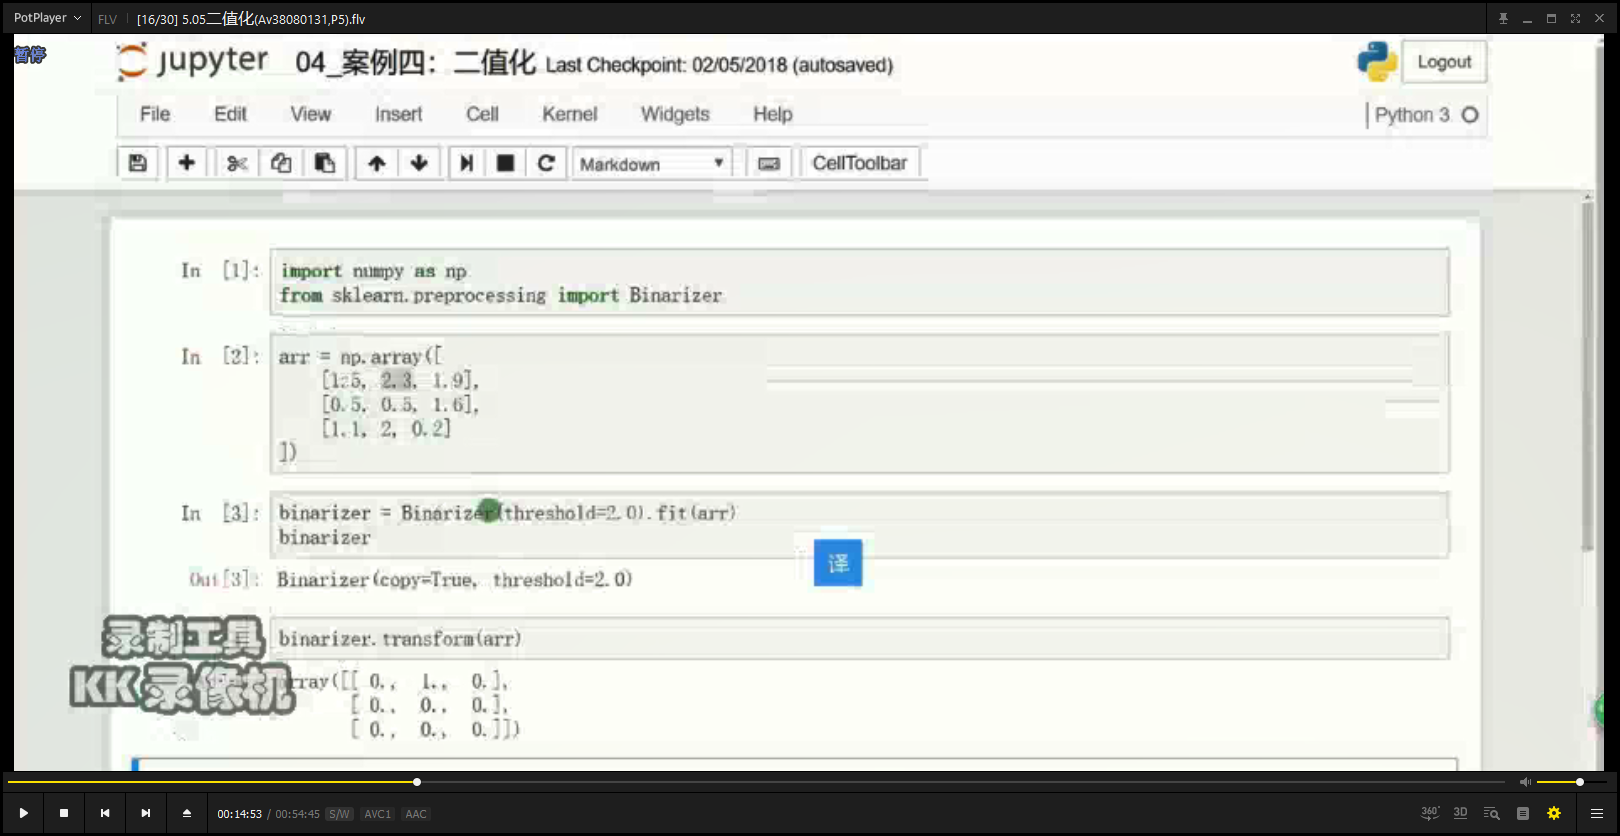 PotPlayer FLV [16/30] 5.05二值化(Av38080131,P5).flv
暂停
jupyter 04_案例四：二值化 Last Checkpoint: 02/05/2018 (autosaved)
Logout
File Edit View Insert Cell Kernel Widgets Help
Python 3
Markdown CellToolbar
In [1]: import numpy as np
from sklearn.preprocessing import Binarizer
In [2]: arr = np.array([
[1.5, 2.3, 1.9],
[0.5, 0.5, 1.6],
[1.1, 2, 0.2]
])
In [3]: binarizer = Binarizer(threshold=2.0).fit(arr)
binarizer
译
Out[3]: Binarizer(copy=True, threshold=2.0)
录制工具
binarizer.transform(arr)
KK录像机
array([[ 0., 1., 0.],
[ 0., 0., 0.],
[ 0., 0., 0.]])
00:14:53 / 00:54:45 S/W AVC1 AAC
360° 3D